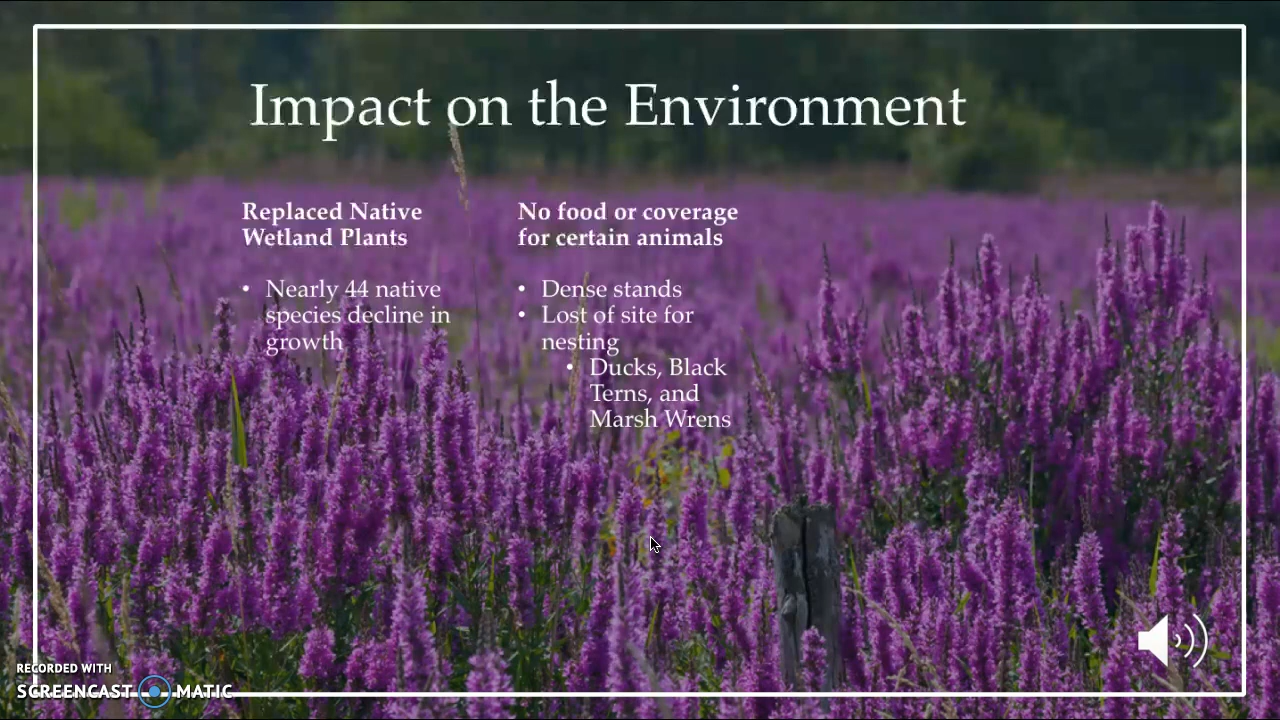 Impact on the Environment
Replaced Native
Wetland Plants
• Nearly 44 native
species decline in
growth
No food or coverage
for certain animals
• Dense stands
• Lost of site for
nesting
• Ducks, Black
Terns, and
Marsh Wrens
RECORDED WITH
SCREENCAST MATIC